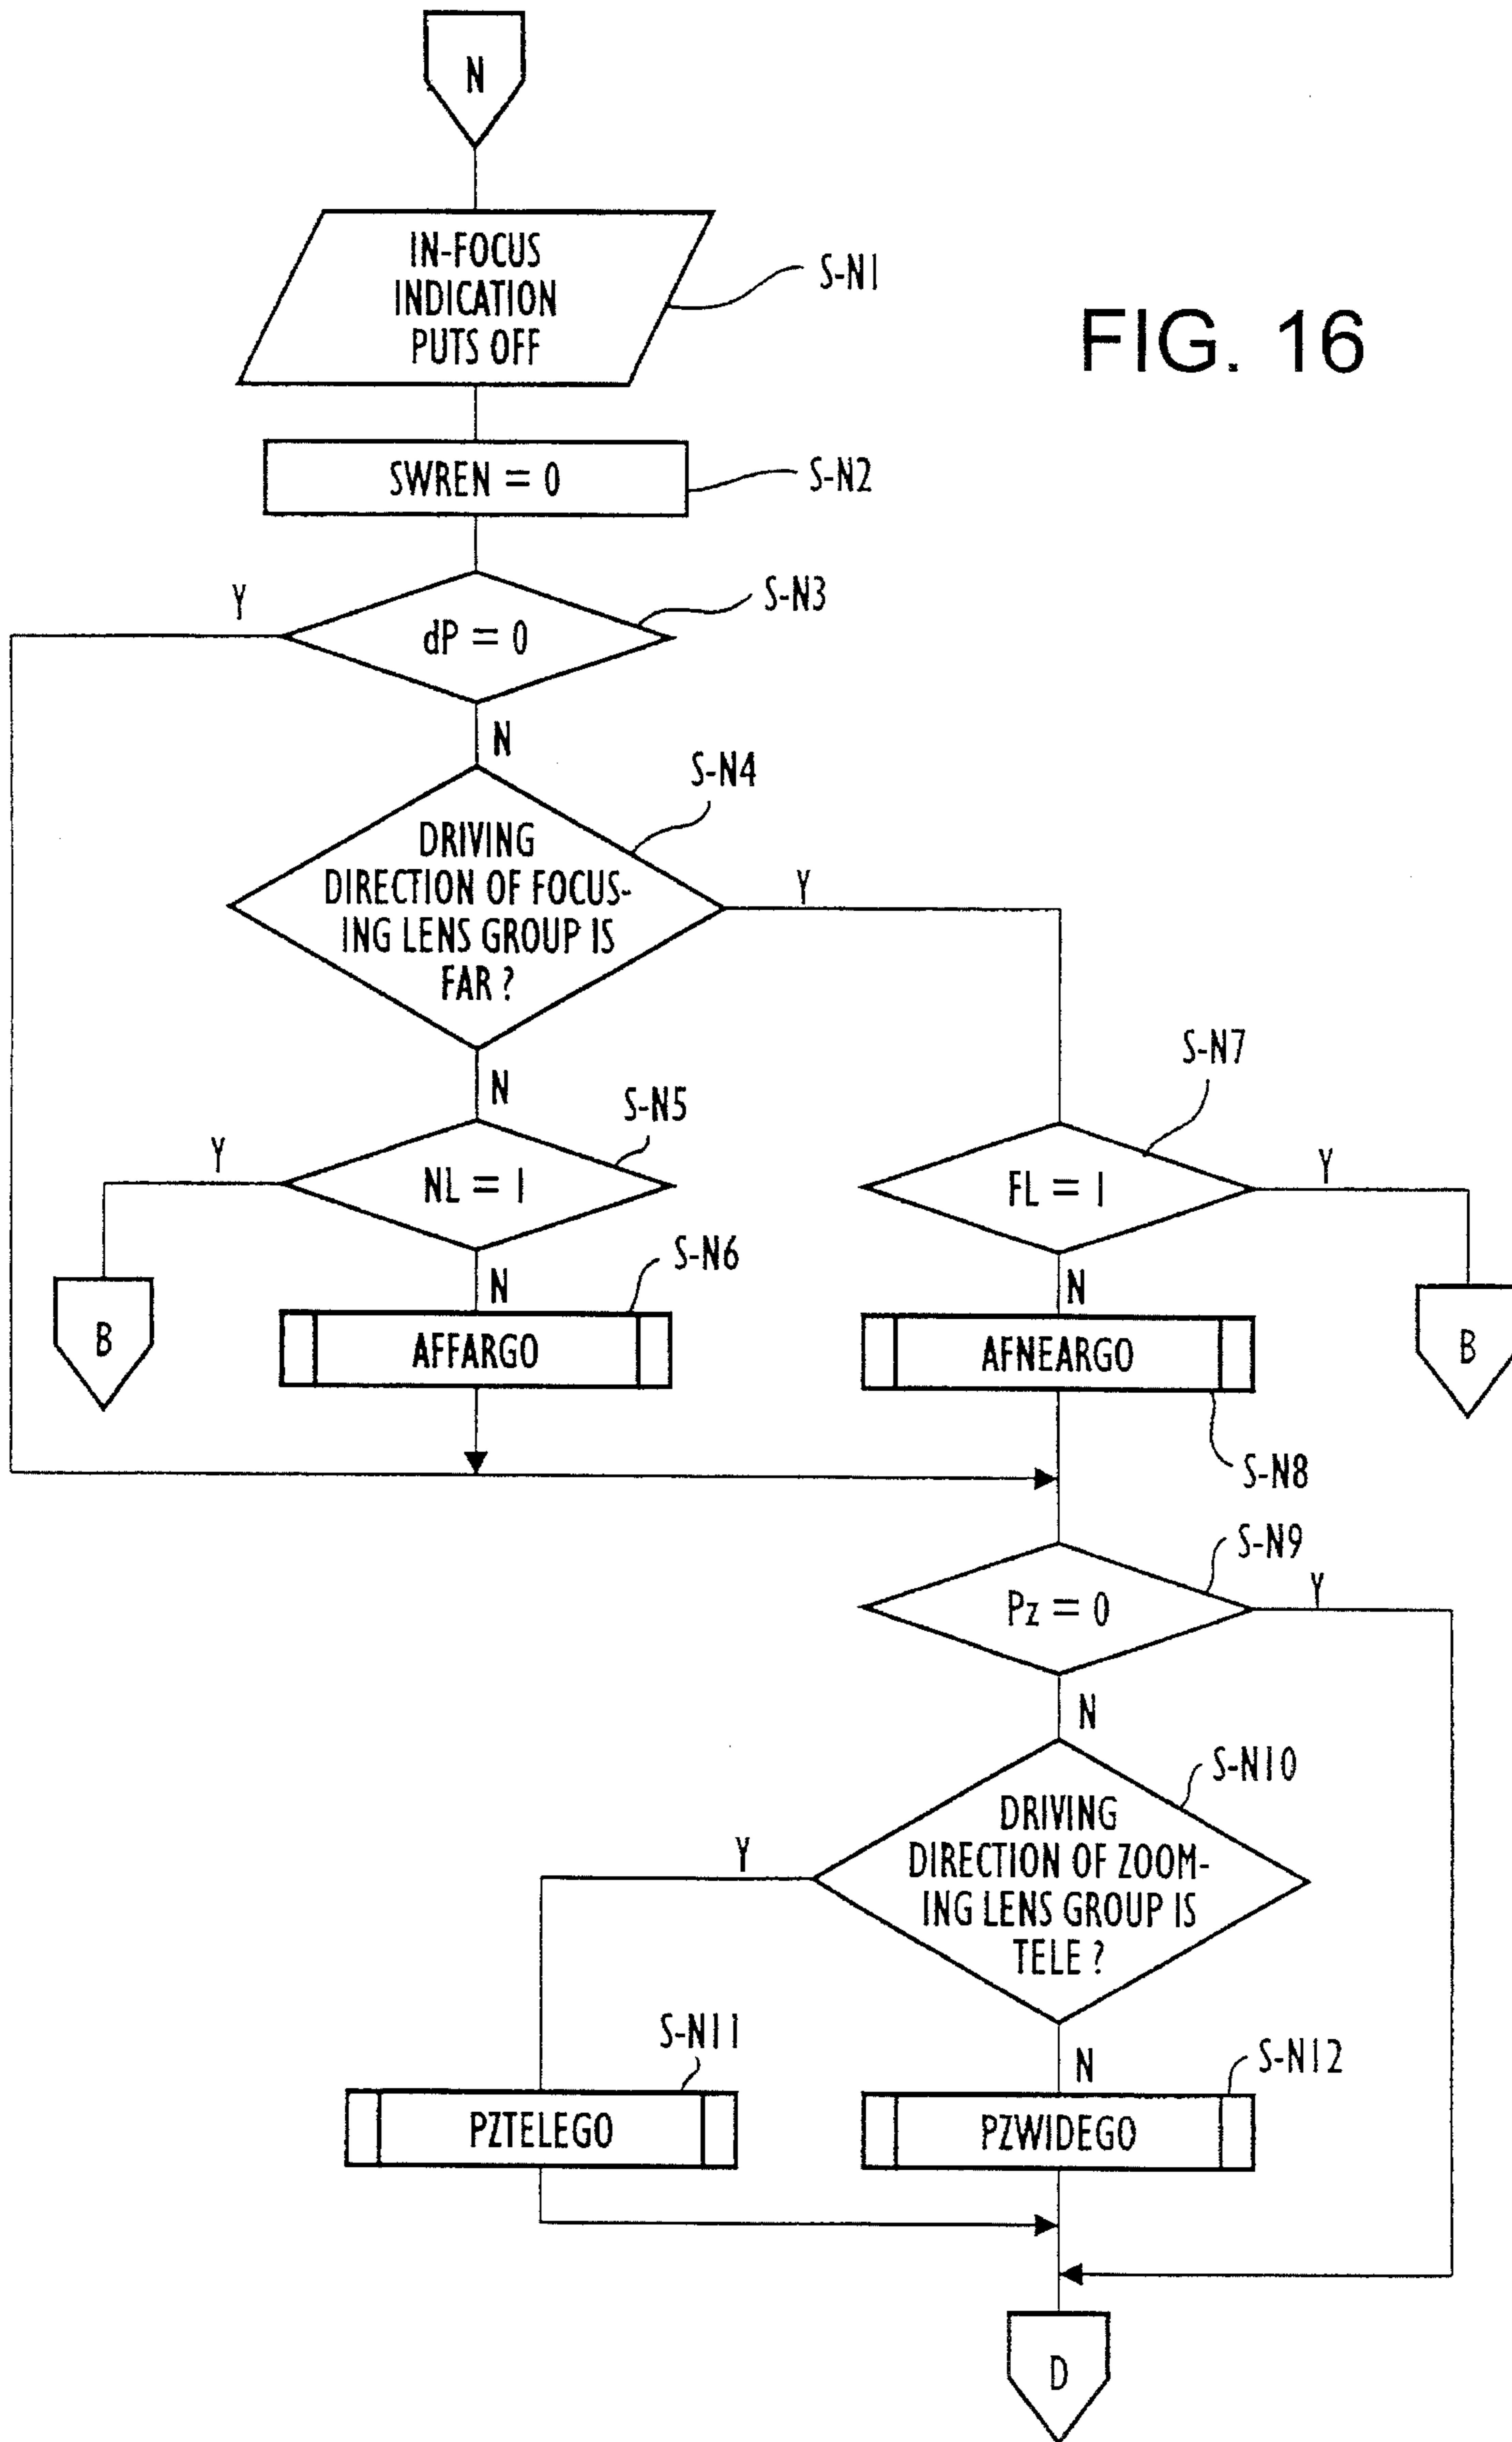 N
IN-FOCUS
INDICATION
PUTS OFF
S-N1
FIG. 16
SWREN = 0
S-N2
Y
dP = 0
S-N3
N
S-N4
DRIVING
DIRECTION OF FOCUS-
ING LENS GROUP IS
FAR ?
Y
N
S-N5
S-N7
Y
NL = 1
FL = 1
Y
N
S-N6
N
B
AFFARGO
AFNEARGO
B
S-N8
S-N9
Pz = 0
Y
N
S-N10
DRIVING
DIRECTION OF ZOOM-
ING LENS GROUP IS
TELE ?
Y
S-N11
N
S-N12
PZTELEGO
PZWIDEGO
D